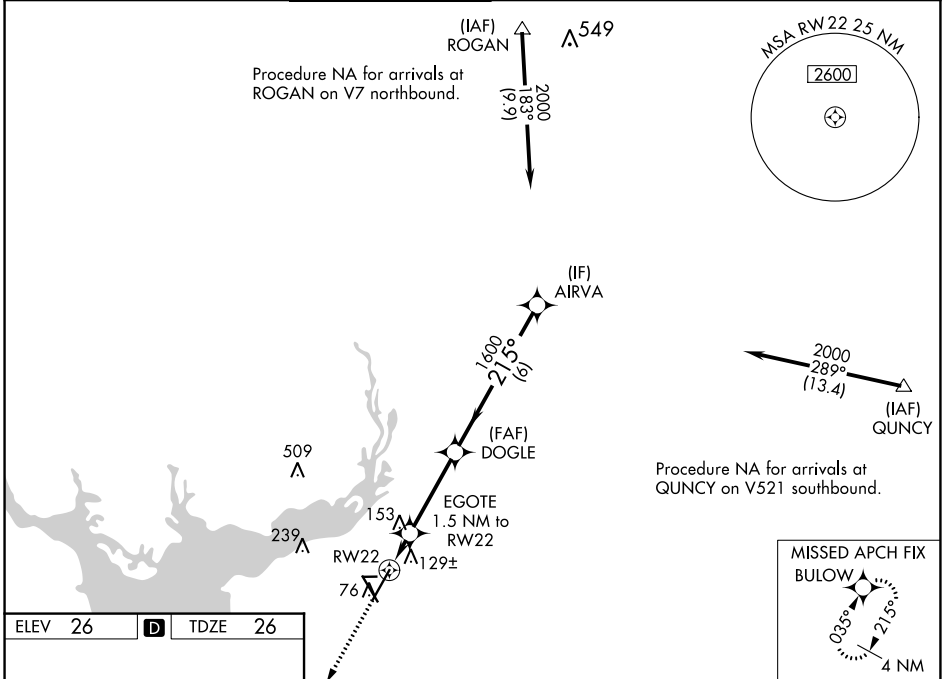 (IAF)
ROGAN
549
Procedure NA for arrivals at
ROGAN on V7 northbound.
2000
183°
(9.9)
MSA RW22 25 NM
2600
(IF)
AIRVA
1600
215°
(6)
2000
289°
(13.4)
(IAF)
QUNCY
(FAF)
DOGLE
Procedure NA for arrivals at
QUNCY on V521 southbound.
509
EGOTE
1.5 NM to
RW22
153
239
RW22
129±
76
MISSED APCH FIX
BULOW
035°
215°
4 NM
ELEV 26 D TDZE 26